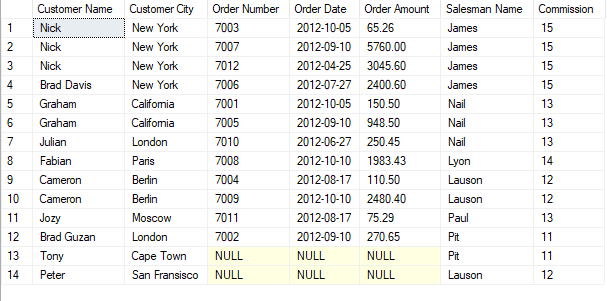 Customer Name Customer City Order Number Order Date Order Amount Salesman Name Commission
1 Nick New York 7003 2012-10-05 65.26 James 15
2 Nick New York 7007 2012-09-10 5760.00 James 15
3 Nick New York 7012 2012-04-25 3045.60 James 15
4 Brad Davis New York 7006 2012-07-27 2400.60 James 15
5 Graham California 7001 2012-10-05 150.50 Nail 13
6 Graham California 7005 2012-09-10 948.50 Nail 13
7 Julian London 7010 2012-06-27 250.45 Nail 13
8 Fabian Paris 7008 2012-10-10 1983.43 Lyon 14
9 Cameron Berlin 7004 2012-08-17 110.50 Lauson 12
10 Cameron Berlin 7009 2012-10-10 2480.40 Lauson 12
11 Jozy Moscow 7011 2012-08-17 75.29 Paul 13
12 Brad Guzan London 7002 2012-09-10 270.65 Pit 11
13 Tony Cape Town NULL NULL NULL Pit 11
14 Peter San Fransisco NULL NULL NULL Lauson 12